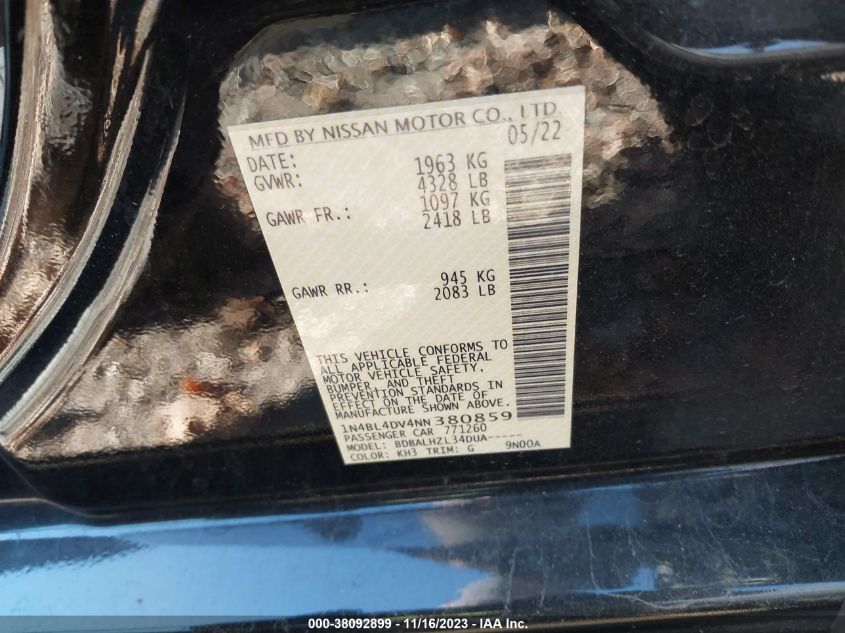 MFD BY NISSAN MOTOR CO., LTD.
DATE: 05/22
GVWR: 1963 KG
4328 LB
GAWR FR.: 1097 KG
2418 LB
GAWR RR.: 945 KG
2083 LB
THIS VEHICLE CONFORMS TO
ALL APPLICABLE FEDERAL
MOTOR VEHICLE SAFETY,
BUMPER, AND THEFT
PREVENTION STANDARDS IN
EFFECT ON THE DATE OF
MANUFACTURE SHOWN ABOVE.
1N4BL4DV4NN380859
PASSENGER CAR 771260
MODEL: BDBALHZL34DUA-----
COLOR: KH3 TRIM: G 9N00A
000-38092899 - 11/16/2023 - IAA Inc.